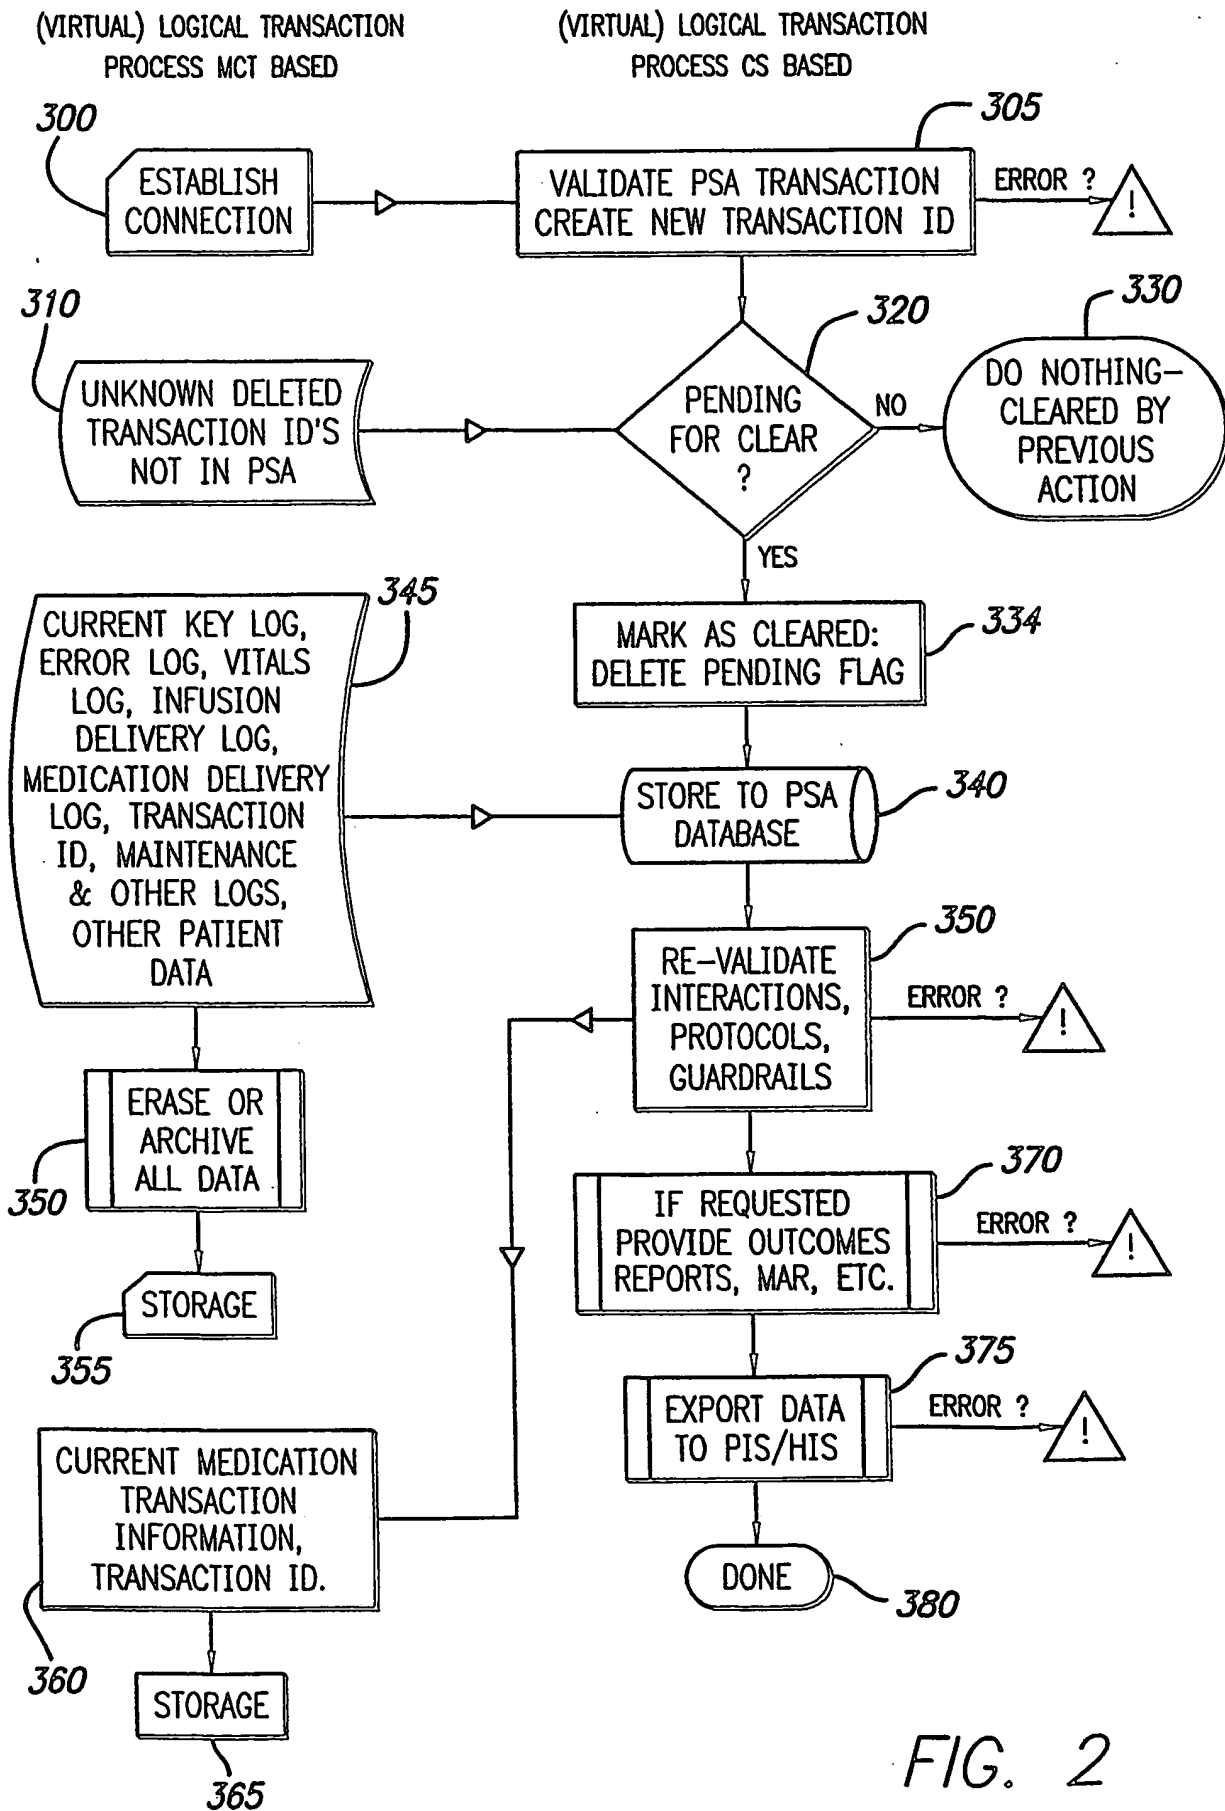 (VIRTUAL) LOGICAL TRANSACTION
PROCESS MCT BASED
(VIRTUAL) LOGICAL TRANSACTION
PROCESS CS BASED
300
ESTABLISH
CONNECTION
305
VALIDATE PSA TRANSACTION
CREATE NEW TRANSACTION ID
ERROR ?
!
310
UNKNOWN DELETED
TRANSACTION ID'S
NOT IN PSA
320
PENDING
FOR CLEAR
?
NO
330
DO NOTHING-
CLEARED BY
PREVIOUS
ACTION
YES
334
MARK AS CLEARED:
DELETE PENDING FLAG
345
CURRENT KEY LOG,
ERROR LOG, VITALS
LOG, INFUSION
DELIVERY LOG,
MEDICATION DELIVERY
LOG, TRANSACTION
ID, MAINTENANCE
& OTHER LOGS,
OTHER PATIENT
DATA
340
STORE TO PSA
DATABASE
350
RE-VALIDATE
INTERACTIONS,
PROTOCOLS,
GUARDRAILS
ERROR ?
!
ERASE OR
ARCHIVE
ALL DATA
350
370
IF REQUESTED
PROVIDE OUTCOMES
REPORTS, MAR, ETC.
ERROR ?
!
STORAGE
355
375
EXPORT DATA
TO PIS/HIS
ERROR ?
!
CURRENT MEDICATION
TRANSACTION
INFORMATION,
TRANSACTION ID.
360
DONE
380
STORAGE
365
FIG. 2